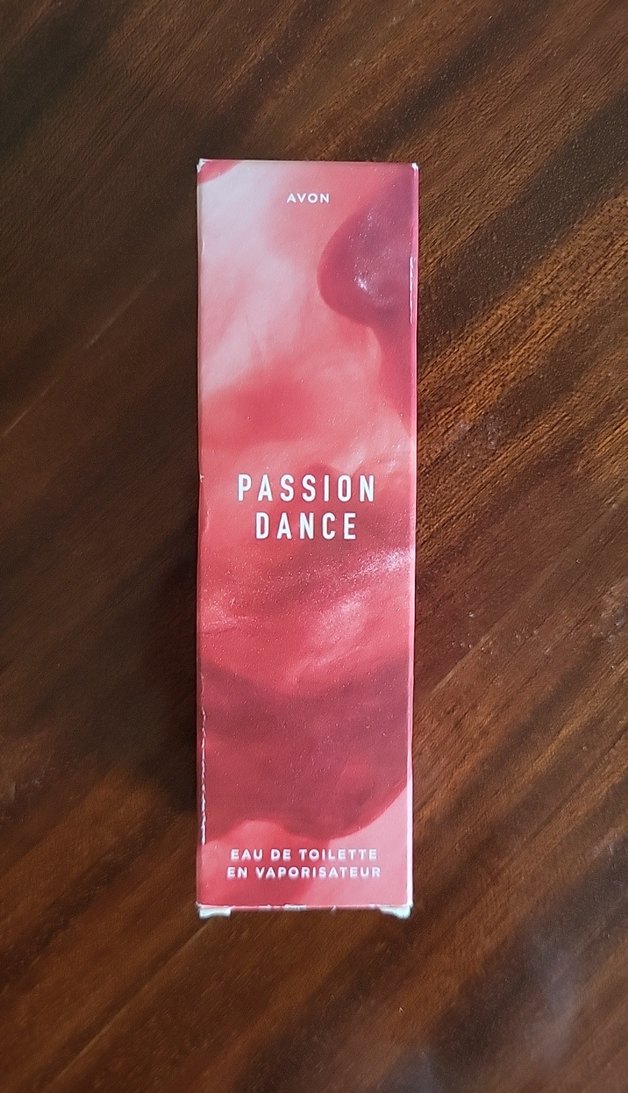 AVON
PASSION
DANCE
EAU DE TOILETTE
EN VAPORISATEUR